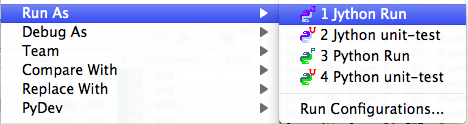 Run As
Debug As
Team
Compare With
Replace With
PyDev
1 Jython Run
2 Jython unit-test
3 Python Run
4 Python unit-test
Run Configurations...